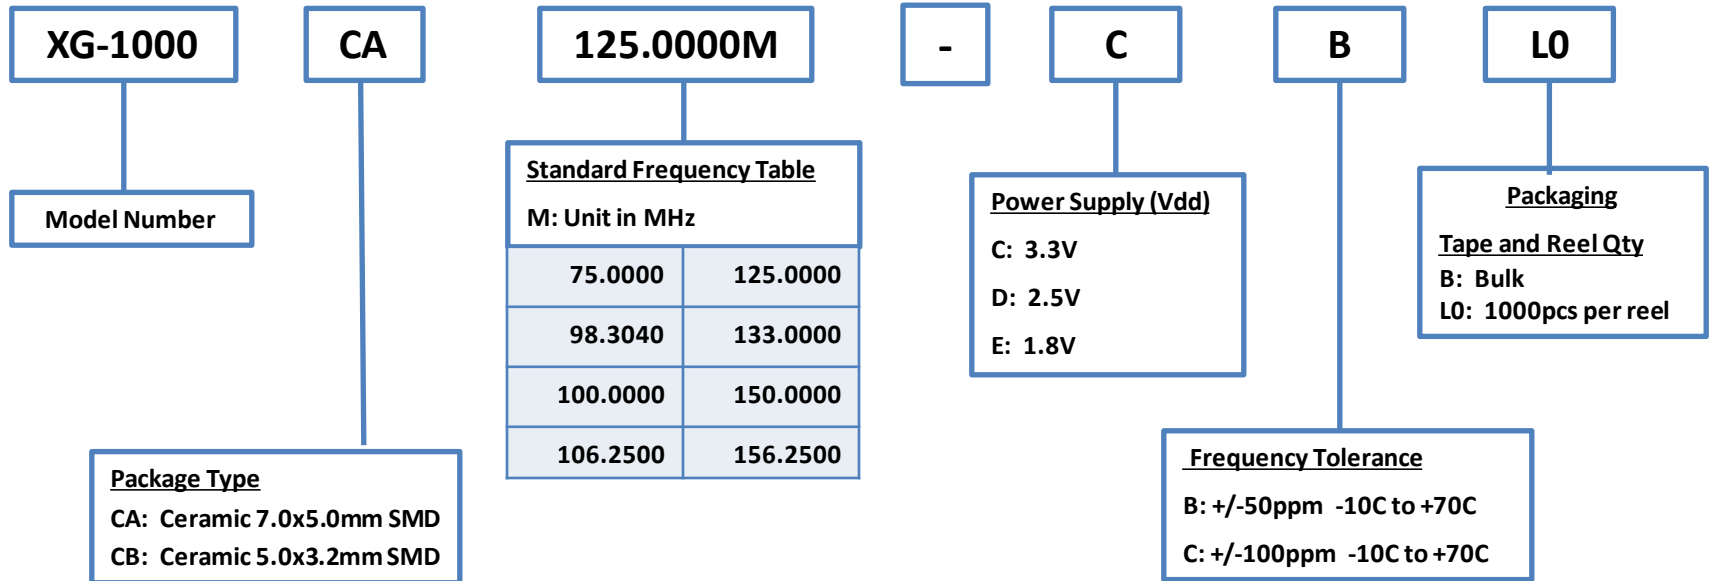 XG-1000 CA 125.0000M - C B L0
Model Number
Standard Frequency Table
M: Unit in MHz
75.0000 125.0000
98.3040 133.0000
100.0000 150.0000
106.2500 156.2500
Power Supply (Vdd)
C: 3.3V
D: 2.5V
E: 1.8V
Packaging
Tape and Reel Qty
B: Bulk
L0: 1000pcs per reel
Package Type
CA: Ceramic 7.0x5.0mm SMD
CB: Ceramic 5.0x3.2mm SMD
Frequency Tolerance
B: +/-50ppm -10C to +70C
C: +/-100ppm -10C to +70C